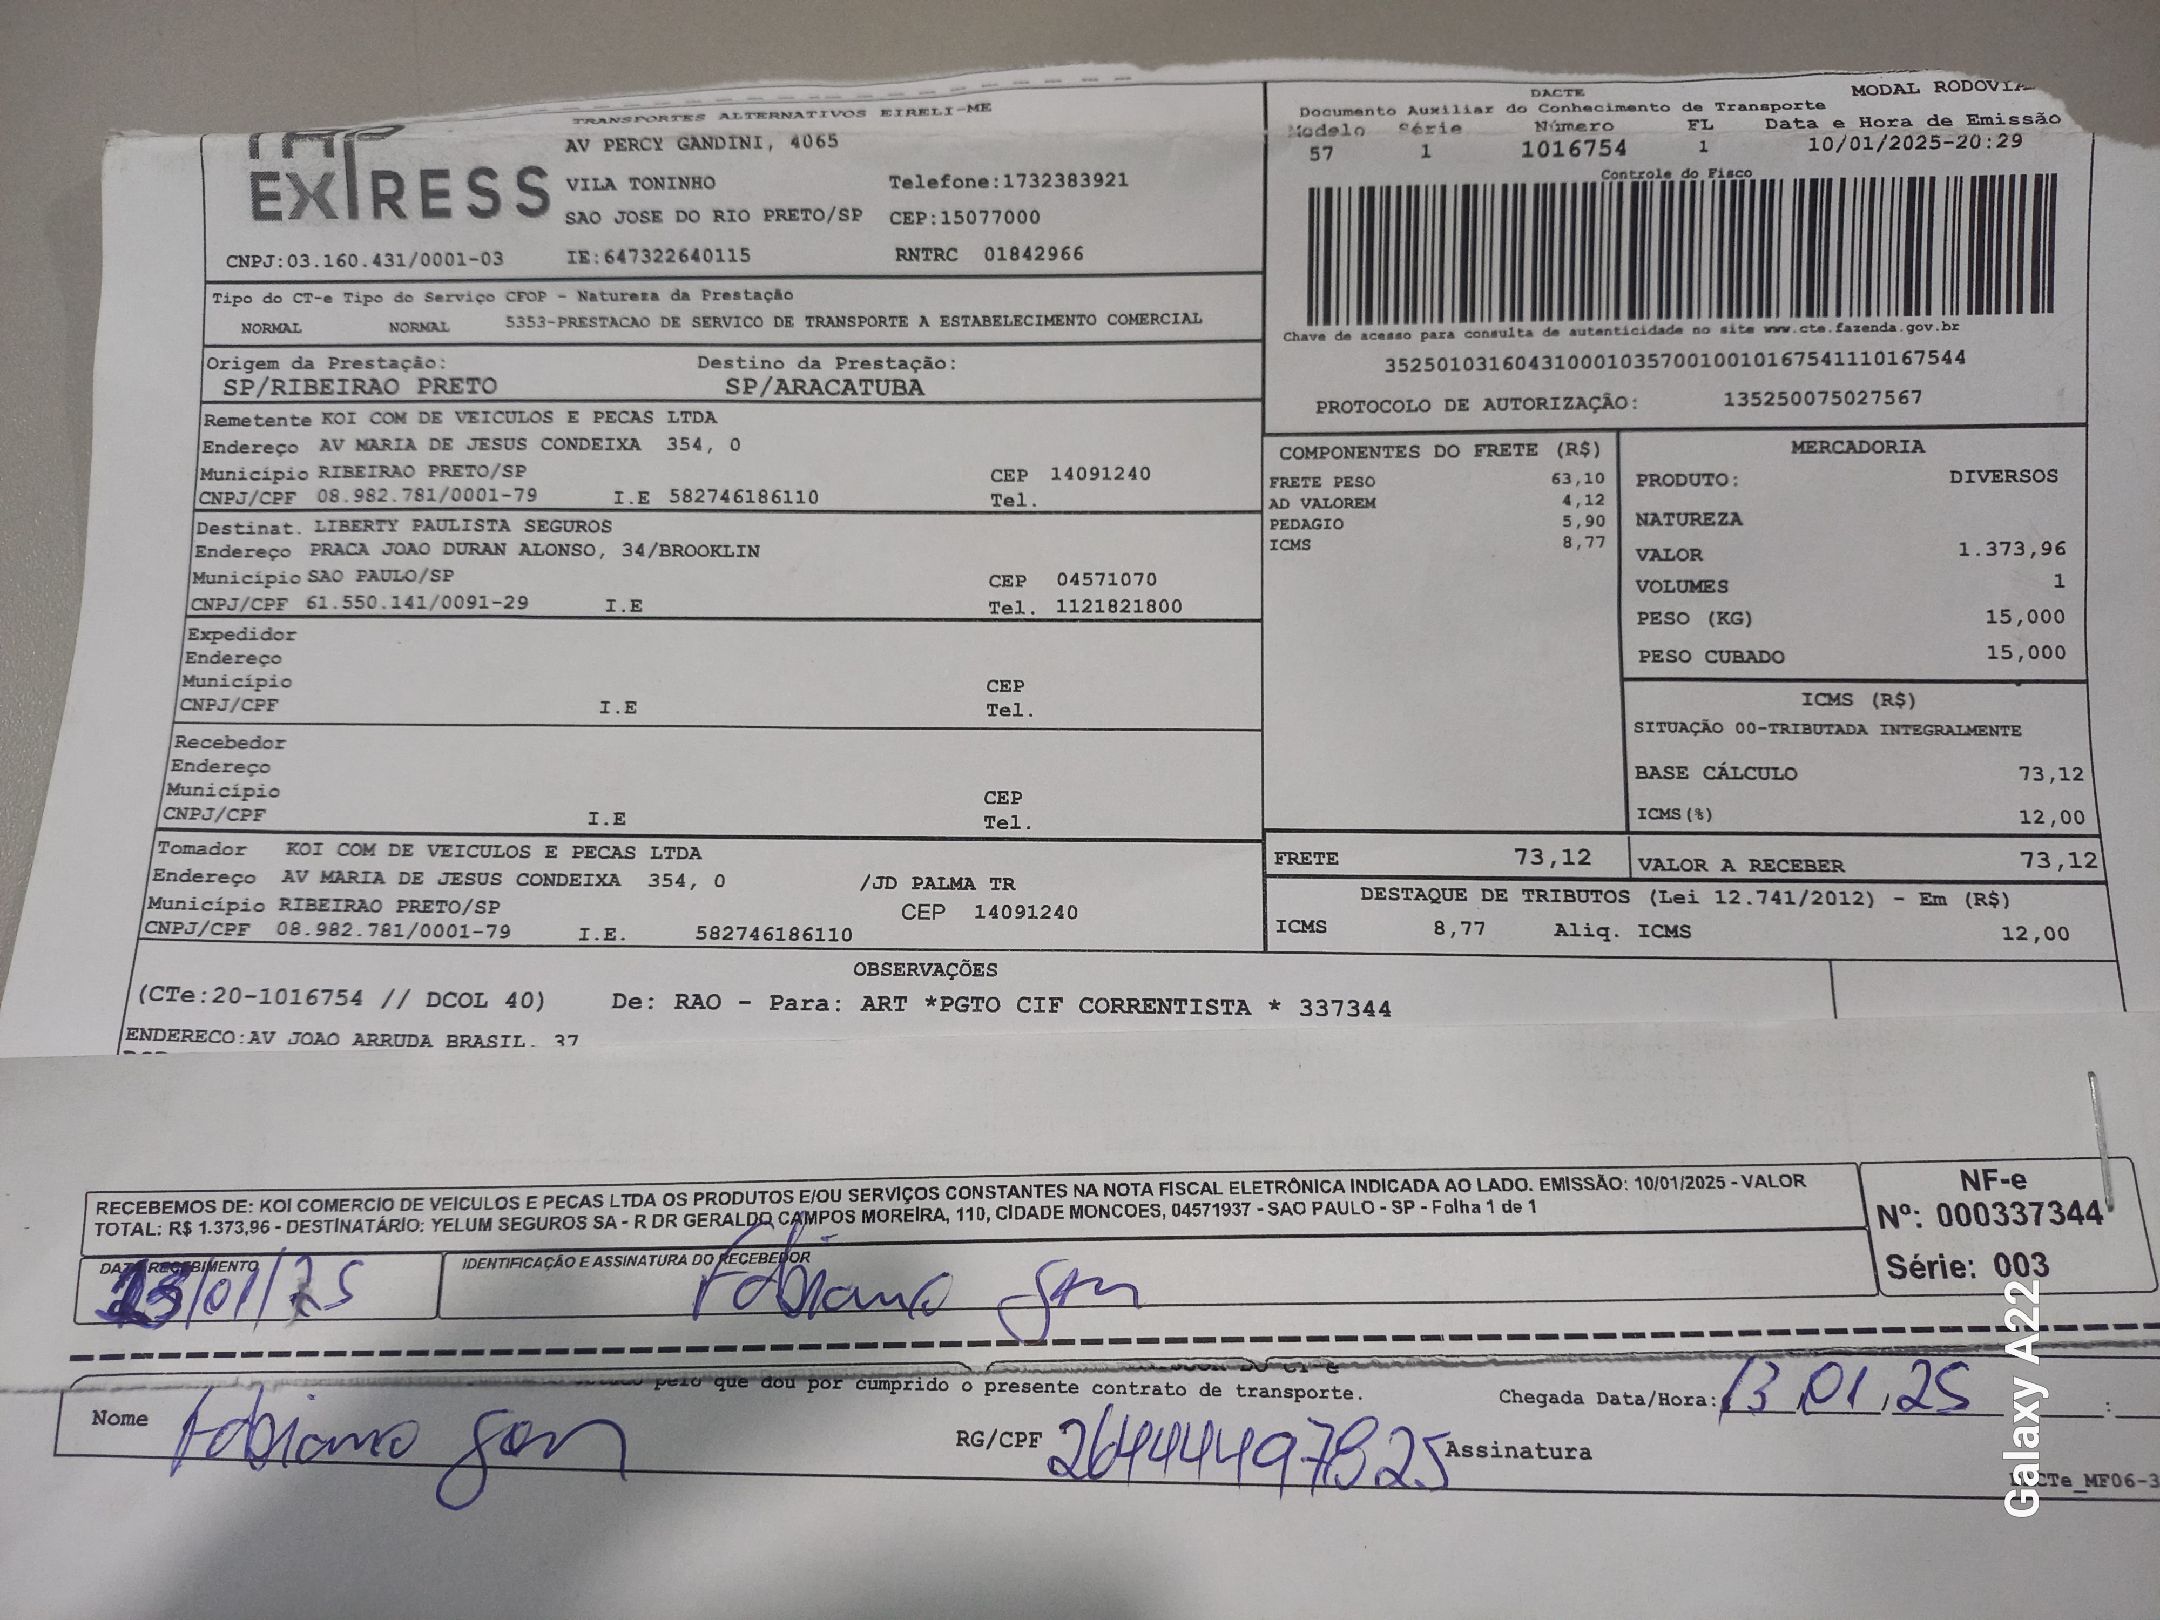 TRANSPORTES ALTERNATIVOS EIRELI-ME
EXPRESS
AV PERCY GANDINI, 4065
VILA TONINHO Telefone:1732383921
SAO JOSE DO RIO PRETO/SP CEP:15077000
CNPJ:03.160.431/0001-03 IE:647322640115 RNTRC 01842966
DACTE MODAL
Documento Auxiliar do Conhecimento de Transporte
Modelo Série Número FL Data e Hora de Emissão
57 1 1016754 1 10/01/2025-20:29
Controle do Fisco
Chave de acesso para consulta de autenticidade no site www.cte.fazenda.gov.br
35250103160431000103570010010167541110167544
PROTOCOLO DE AUTORIZAÇÃO: 135250075027567
Tipo do CT-e Tipo do Serviço CFOP - Natureza da Prestação
NORMAL NORMAL 5353-PRESTACAO DE SERVICO DE TRANSPORTE A ESTABELECIMENTO COMERCIAL
Origem da Prestação: Destino da Prestação:
SP/RIBEIRAO PRETO SP/ARACATUBA
Remetente KOI COM DE VEICULOS E PECAS LTDA
Endereço AV MARIA DE JESUS CONDEIXA 354, 0
Município RIBEIRAO PRETO/SP CEP 14091240
CNPJ/CPF 08.982.781/0001-79 I.E 582746186110 Tel.
Destinat. LIBERTY PAULISTA SEGUROS
Endereço PRACA JOAO DURAN ALONSO, 34/BROOKLIN
Município SAO PAULO/SP CEP 04571070
CNPJ/CPF 61.550.141/0091-29 I.E Tel. 1121821800
Expedidor
Endereço
Município CEP
CNPJ/CPF I.E Tel.
Recebedor
Endereço
Município CEP
CNPJ/CPF I.E Tel.
Tomador KOI COM DE VEICULOS E PECAS LTDA
Endereço AV MARIA DE JESUS CONDEIXA 354, 0 /JD PALMA TR
Município RIBEIRAO PRETO/SP CEP 14091240
CNPJ/CPF 08.982.781/0001-79 I.E. 582746186110
COMPONENTES DO FRETE (R$)
FRETE PESO 63,10
AD VALOREM 4,12
PEDAGIO 5,90
ICMS 8,77
MERCADORIA
PRODUTO: DIVERSOS
NATUREZA
VALOR 1.373,96
VOLUMES 1
PESO (KG) 15,000
PESO CUBADO 15,000
ICMS (R$)
SITUAÇÃO 00-TRIBUTADA INTEGRALMENTE
BASE CÁLCULO 73,12
ICMS(%) 12,00
FRETE 73,12 VALOR A RECEBER 73,12
DESTAQUE DE TRIBUTOS (Lei 12.741/2012) - Em (R$)
ICMS 8,77 Aliq. ICMS 12,00
OBSERVAÇÕES
(CTe:20-1016754 // DCOL 40) De: RAO - Para: ART *PGTO CIF CORRENTISTA * 337344
ENDERECO:AV JOAO ARRUDA BRASIL, 37
RECEBEMOS DE: KOI COMERCIO DE VEICULOS E PECAS LTDA OS PRODUTOS E/OU SERVIÇOS CONSTANTES NA NOTA FISCAL ELETRÔNICA INDICADA AO LADO. EMISSÃO: 10/01/2025 - VALOR
TOTAL: R$ 1.373,96 - DESTINATÁRIO: YELUM SEGUROS SA - R DR GERALDO CAMPOS MOREIRA, 110, CIDADE MONCOES, 04571937 - SAO PAULO - SP - Folha 1 de 1
NF-e
Nº: 000337344
Série: 003
DATA RECEBIMENTO IDENTIFICAÇÃO E ASSINATURA DO RECEBEDOR
13/01/25 Fabiano
pelo que dou por cumprido o presente contrato de transporte.
Chegada Data/Hora: 13 01 25 :
Nome Fabiano RG/CPF 26444497825 Assinatura
CTe_MF06-3
Galaxy A22